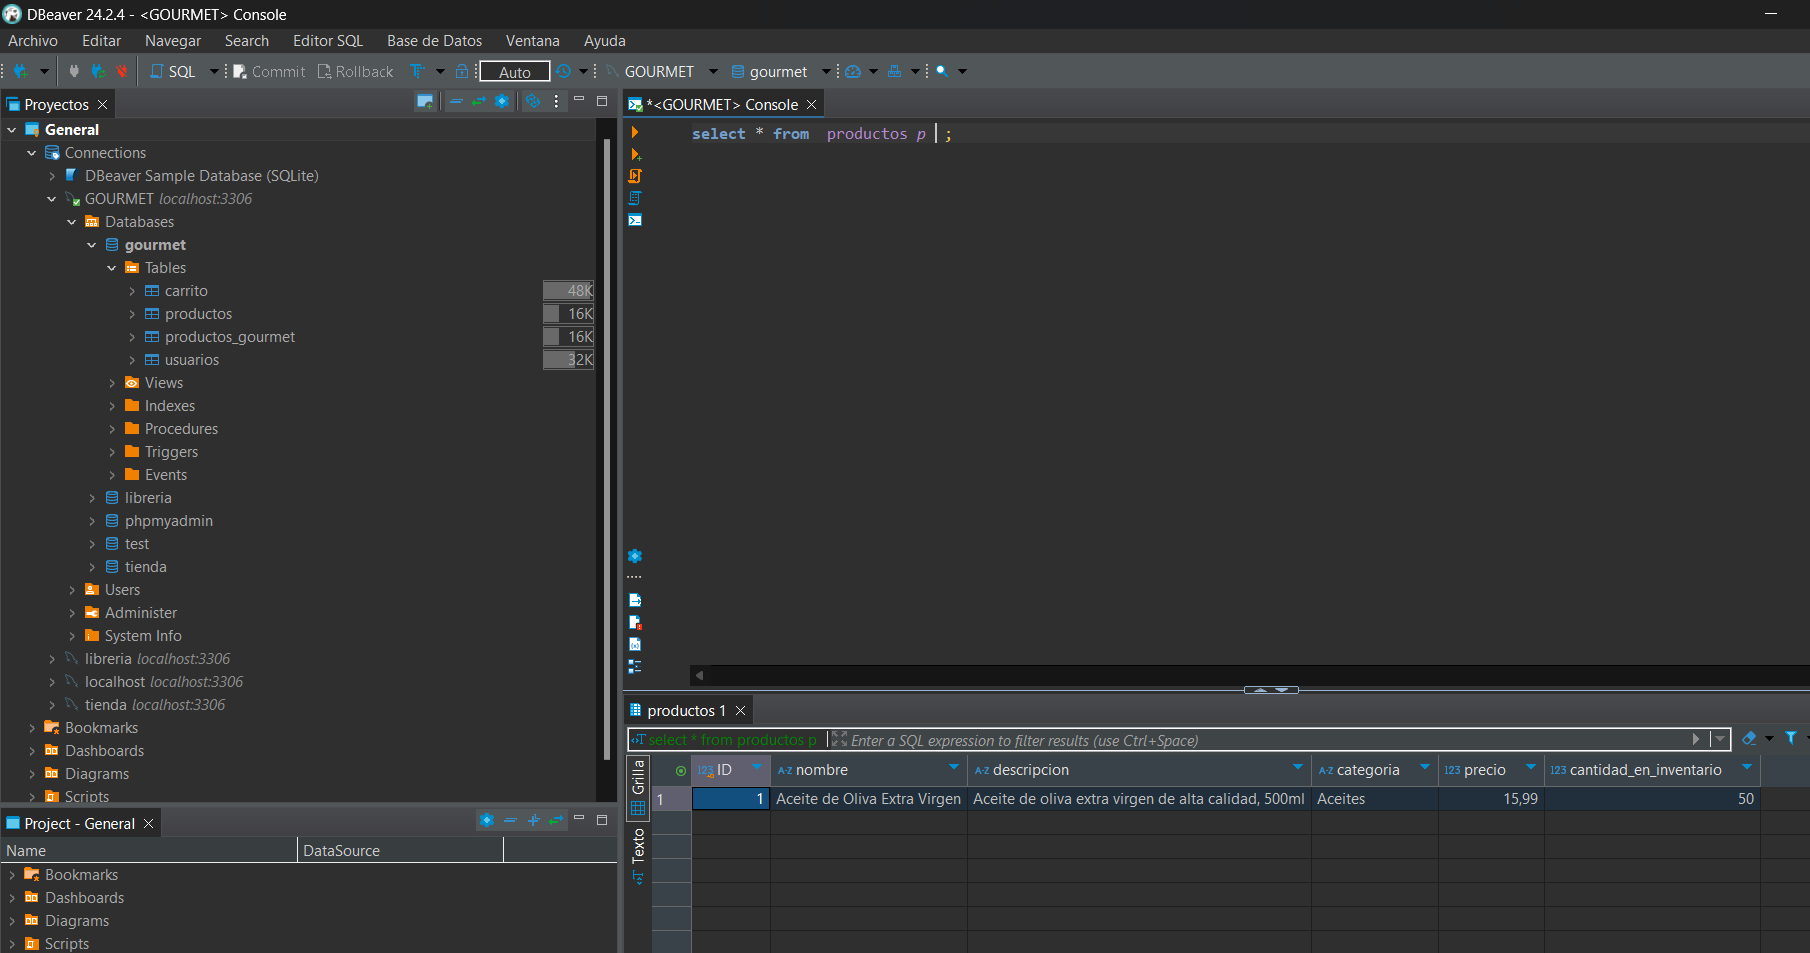 DBeaver 24.2.4 - <GOURMET> Console
Archivo Editar Navegar Search Editor SQL Base de Datos Ventana Ayuda
SQL Commit Rollback Auto GOURMET gourmet
Proyectos
General
Connections
DBeaver Sample Database (SQLite)
GOURMET localhost:3306
Databases
gourmet
Tables
carrito 48K
productos 16K
productos_gourmet 16K
usuarios 32K
Views
Indexes
Procedures
Triggers
Events
libreria
phpmyadmin
test
tienda
Users
Administer
System Info
libreria localhost:3306
localhost localhost:3306
tienda localhost:3306
Bookmarks
Dashboards
Diagrams
Scripts
Project - General
Name DataSource
Bookmarks
Dashboards
Diagrams
Scripts
*<GOURMET> Console
select * from  productos p  ;
productos 1
select * from productos p Enter a SQL expression to filter results (use Ctrl+Space)
Grilla
Texto
123 ID A-Z nombre A-Z descripcion A-Z categoria 123 precio 123 cantidad_en_inventario
1 1 Aceite de Oliva Extra Virgen Aceite de oliva extra virgen de alta calidad, 500ml Aceites 15,99 50